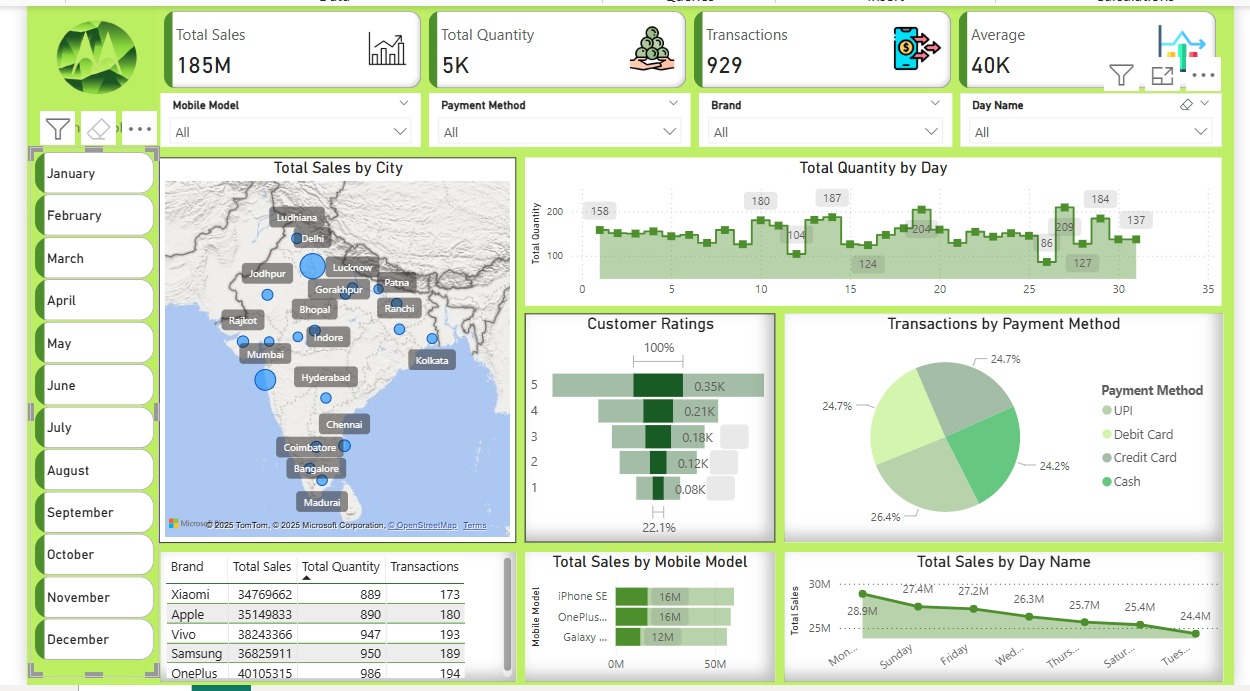 Total Sales
185M
Total Quantity
5K
Transactions
929
Average
40K
Mobile Model
All
Payment Method
All
Brand
All
Day Name
All
January
February
March
April
May
June
July
August
September
October
November
December
Total Sales by City
Ludhiana
Delhi
Jodhpur
Lucknow
Gorakhpur
Patna
Bhopal
Ranchi
Rajkot
Indore
Mumbai
Kolkata
Hyderabad
Chennai
Coimbatore
Bangalore
Madurai
© 2025 TomTom, © 2025 Microsoft Corporation, © OpenStreetMap Terms
Total Quantity by Day
Total Quantity
200
100
158
180
104
187
124
204
86
209
127
184
137
0 5 10 15 20 25 30 35
Customer Ratings
100%
5 0.35K
4 0.21K
3 0.18K
2 0.12K
1 0.08K
22.1%
Transactions by Payment Method
24.7%
24.7%
24.2%
26.4%
Payment Method
UPI
Debit Card
Credit Card
Cash
Brand Total Sales Total Quantity Transactions
Xiaomi 34769662 889 173
Apple 35149833 890 180
Vivo 38243366 947 193
Samsung 36825911 950 189
OnePlus 40105315 986 194
Total Sales by Mobile Model
Mobile Model
iPhone SE 16M
OnePlus... 16M
Galaxy ... 12M
0M 50M
Total Sales by Day Name
Total Sales
30M
25M
28.9M
27.4M
27.2M
26.3M
25.7M
25.4M
24.4M
Mon...
Sunday
Friday
Wed...
Thurs...
Satur...
Tues...